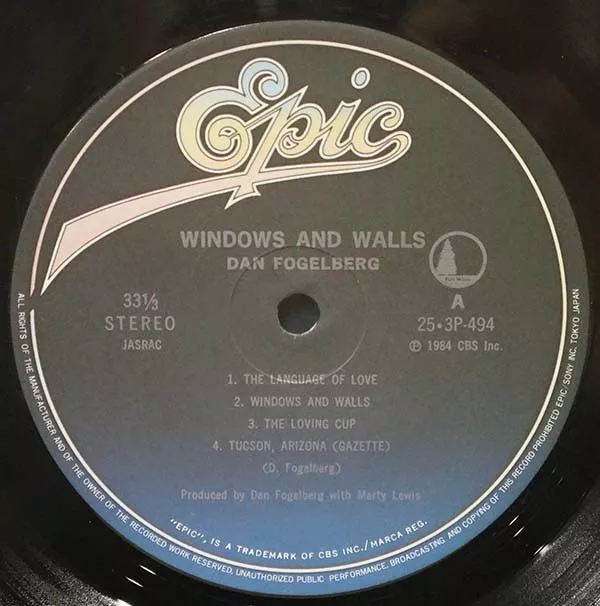 Epic
WINDOWS AND WALLS
DAN FOGELBERG
33⅓
STEREO
JASRAC
A
25・3P-494
Ⓟ 1984 CBS Inc.
1. THE LANGUAGE OF LOVE
2. WINDOWS AND WALLS
3. THE LOVING CUP
4. TUCSON, ARIZONA (GAZETTE)
(D. Fogelberg)
Produced by Dan Fogelberg with Marty Lewis
"EPIC", IS A TRADEMARK OF CBS INC./MARCA REG.
ALL RIGHTS OF THE MANUFACTURER AND OF THE OWNER OF THE RECORDED WORK RESERVED. UNAUTHORIZED PUBLIC PERFORMANCE, BROADCASTING AND COPYING OF THIS RECORD PROHIBITED EPIC/SONY INC. TOKYO JAPAN